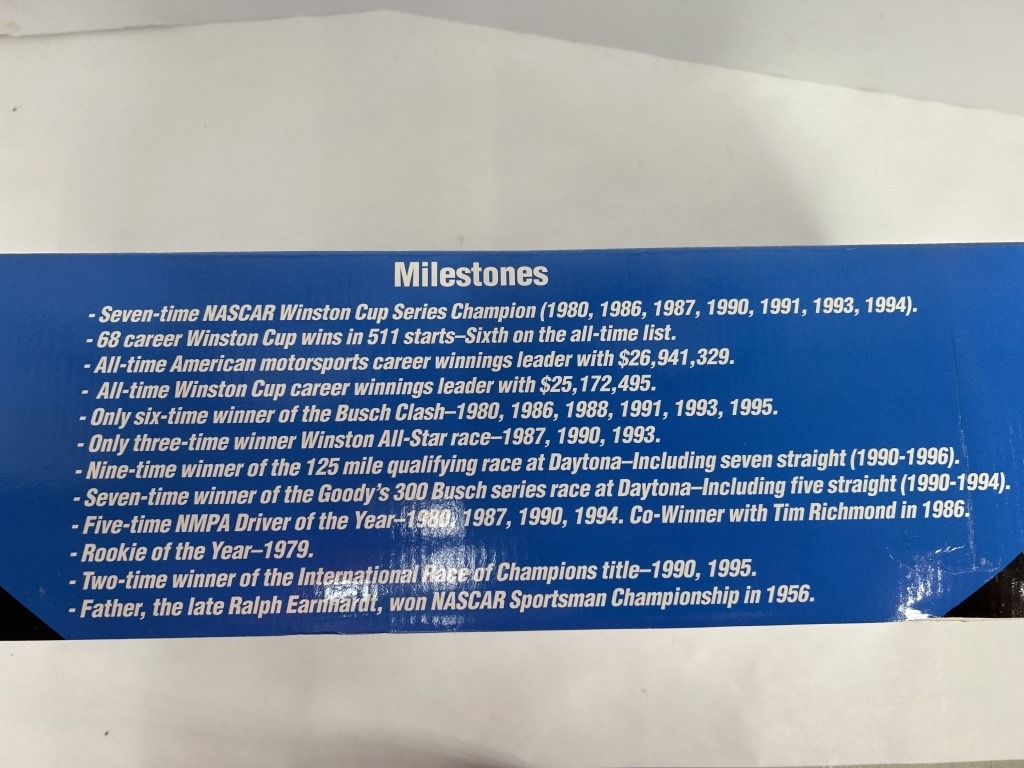 Milestones
- Seven-time NASCAR Winston Cup Series Champion (1980, 1986, 1987, 1990, 1991, 1993, 1994).
- 68 career Winston Cup wins in 511 starts–Sixth on the all-time list.
- All-time American motorsports career winnings leader with $26,941,329.
- All-time Winston Cup career winnings leader with $25,172,495.
- Only six-time winner of the Busch Clash–1980, 1986, 1988, 1991, 1993, 1995.
- Only three-time winner Winston All-Star race–1987, 1990, 1993.
- Nine-time winner of the 125 mile qualifying race at Daytona–Including seven straight (1990-1996).
- Seven-time winner of the Goody's 300 Busch series race at Daytona–Including five straight (1990-1994).
- Five-time NMPA Driver of the Year–1980, 1987, 1990, 1994. Co-Winner with Tim Richmond in 1986.
- Rookie of the Year–1979.
- Two-time winner of the International Race of Champions title–1990, 1995.
- Father, the late Ralph Earnhardt, won NASCAR Sportsman Championship in 1956.